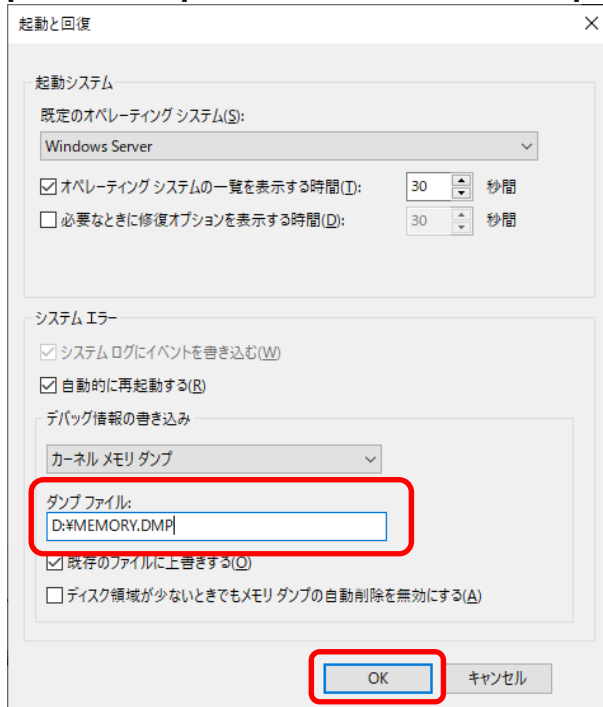 起動と回復
起動システム
既定のオペレーティング システム(S):
Windows Server
オペレーティング システムの一覧を表示する時間(T): 30 秒間
必要なときに修復オプションを表示する時間(D): 30 秒間
システム エラー
システム ログにイベントを書き込む(W)
自動的に再起動する(R)
デバッグ情報の書き込み
カーネル メモリ ダンプ
ダンプ ファイル:
D:¥MEMORY.DMP
既存のファイルに上書きする(O)
ディスク領域が少ないときでもメモリ ダンプの自動削除を無効にする(A)
OK キャンセル